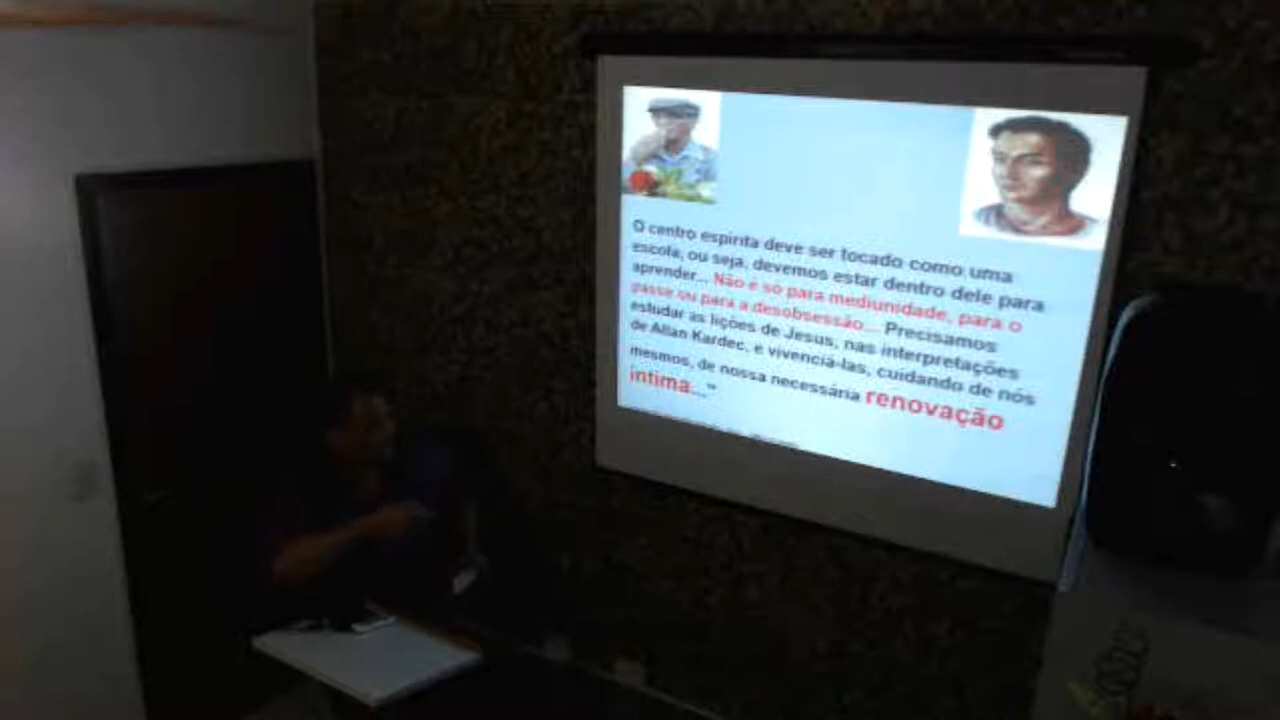 O centro espírita deve ser tocado como uma
escola, ou seja, devemos estar dentro dele para
aprender... Não é só para mediunidade, para o
passe ou para a desobsessão... Precisamos
estudar as lições de Jesus, nas interpretações
de Allan Kardec, e vivenciá-las, cuidando de nós
mesmos, de nossa necessária renovação
íntima..."